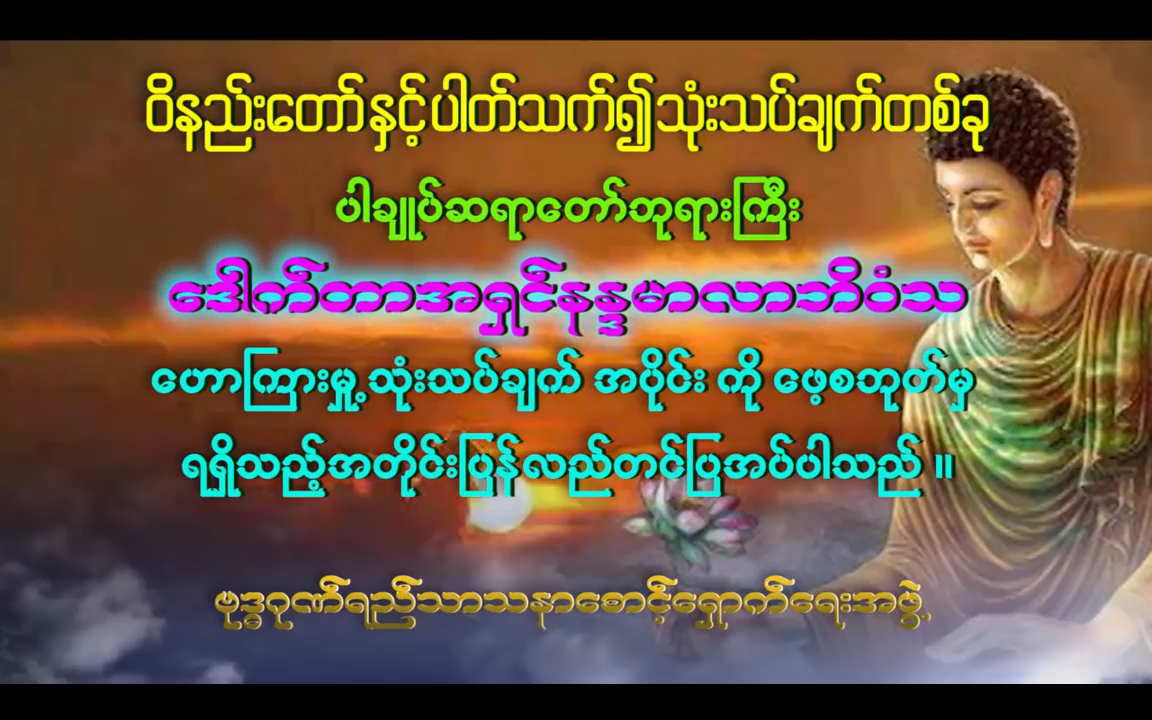 ဝိနည်းတော်နှင့်ပါတ်သက်၍သုံးသပ်ချက်တစ်ခု
ပါချုပ်ဆရာတော်ဘုရားကြီး
ဒေါက်တာအရှင်နန္ဒမာလာဘိဝံသ
ဟောကြားမှု့သုံးသပ်ချက် အပိုင်း ကို ဖေ့စဘုတ်မှ
ရရှိသည့်အတိုင်းပြန်လည်တင်ပြအပ်ပါသည် ။
ဗုဒ္ဓဂုဏ်ရည်သာသနာစောင့်ရှောက်ရေးအဖွဲ့